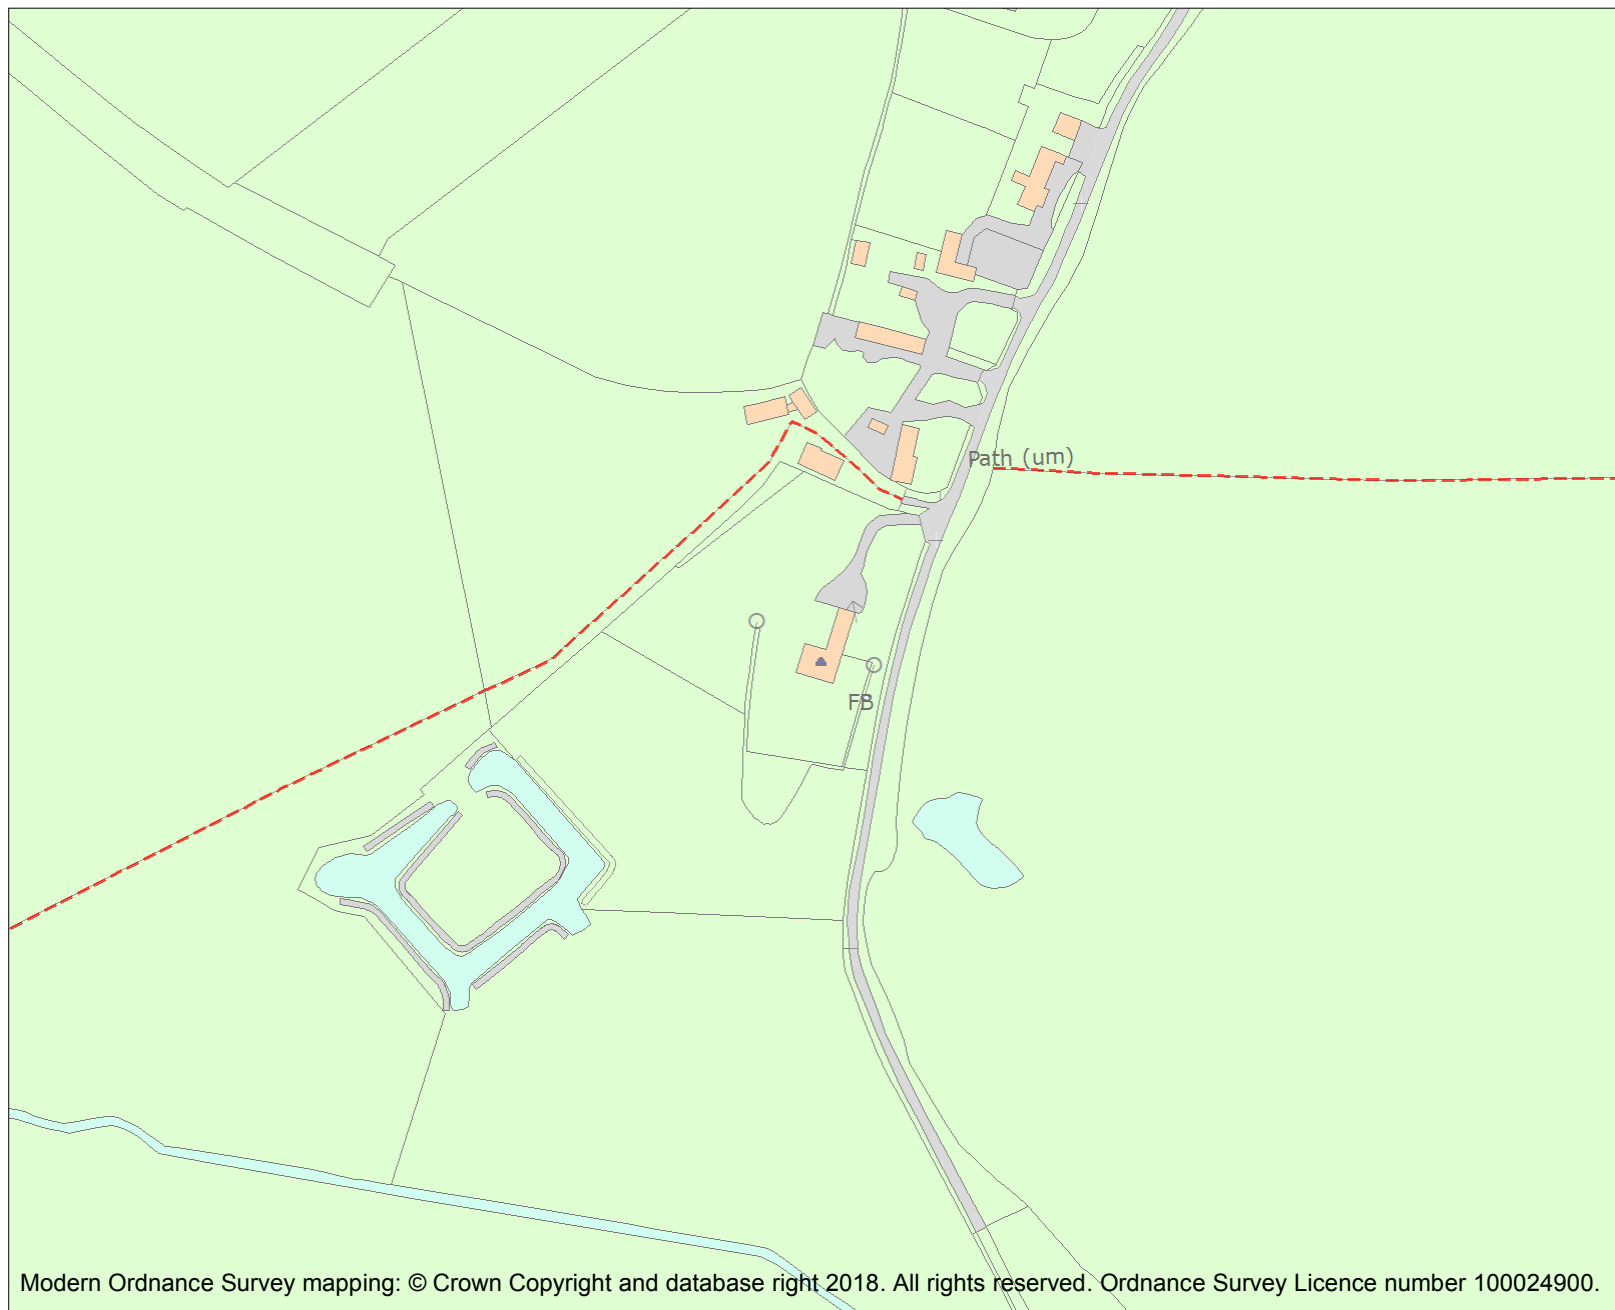 Path (um)
FB
Modern Ordnance Survey mapping: © Crown Copyright and database right 2018. All rights reserved. Ordnance Survey Licence number 100024900.